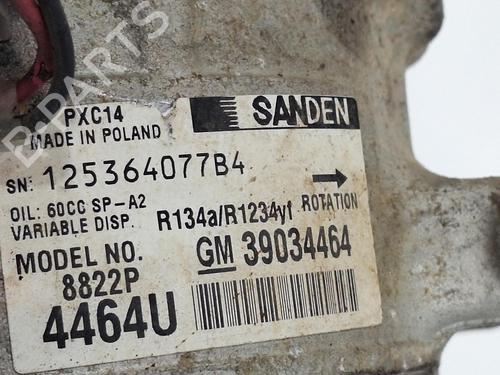 PXC14
SANDEN
MADE IN POLAND
SN: 125364077B4
OIL: 60CC SP-A2
VARIABLE DISP.
R134a/R1234yf
ROTATION
MODEL NO.
8822P
GM 39034464
4464U
B-PARTS